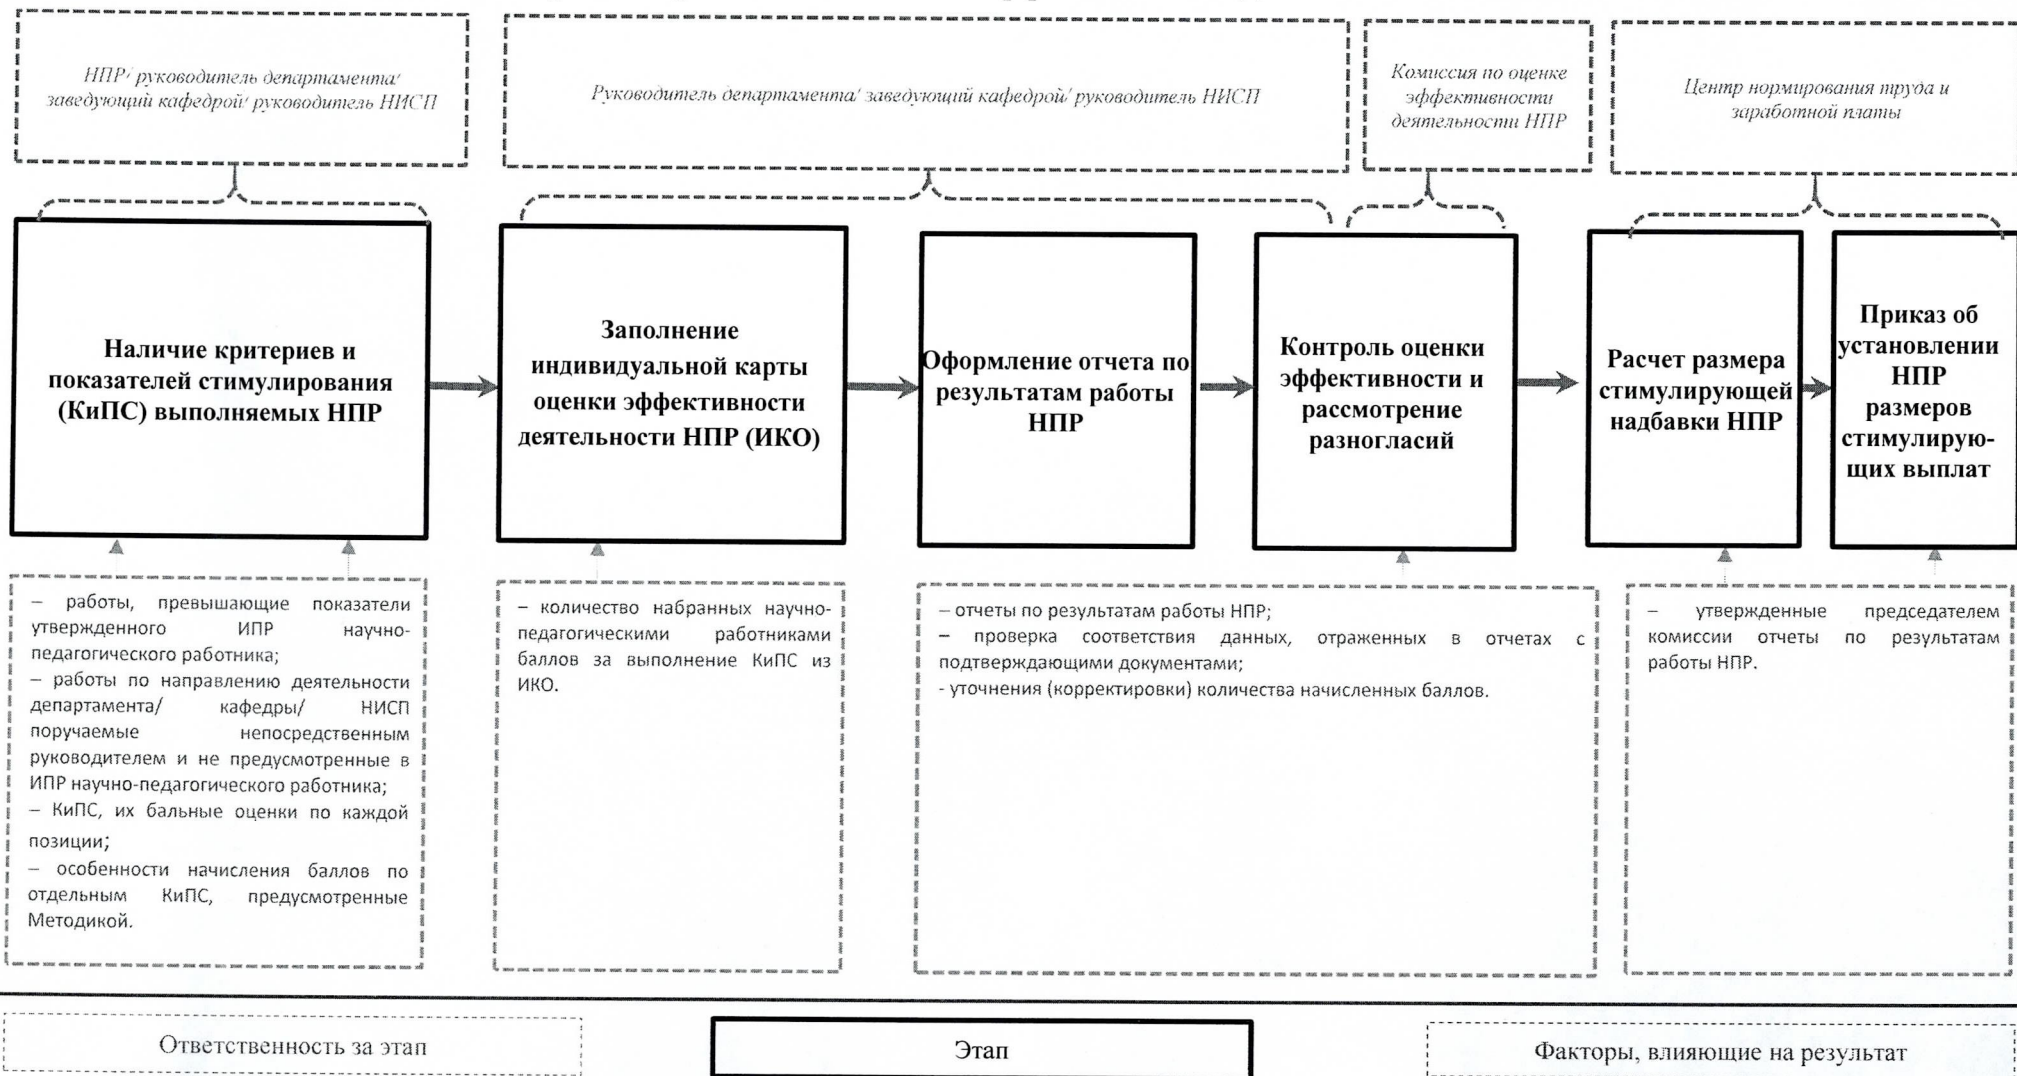 НПР/ руководитель департамента/
заведующий кафедрой/ руководитель НИСП
Руководитель департамента/ заведующий кафедрой/ руководитель НИСП
Комиссия по оценке
эффективности
деятельности НПР
Центр нормирования труда и
заработной платы
Наличие критериев и
показателей стимулирования
(КиПС) выполняемых НПР
Заполнение
индивидуальной карты
оценки эффективности
деятельности НПР (ИКО)
Оформление отчета по
результатам работы
НПР
Контроль оценки
эффективности и
рассмотрение
разногласий
Расчет размера
стимулирующей
надбавки НПР
Приказ об
установлении
НПР
размеров
стимулирую-
щих выплат
– работы, превышающие показатели
утвержденного ИПР научно-
педагогического работника;
– работы по направлению деятельности
департамента/ кафедры/ НИСП
поручаемые непосредственным
руководителем и не предусмотренные в
ИПР научно-педагогического работника;
– КиПС, их бальные оценки по каждой
позиции;
– особенности начисления баллов по
отдельным КиПС, предусмотренные
Методикой.
– количество набранных научно-
педагогическими работниками
баллов за выполнение КиПС из
ИКО.
– отчеты по результатам работы НПР;
– проверка соответствия данных, отраженных в отчетах с
подтверждающими документами;
- уточнения (корректировки) количества начисленных баллов.
– утвержденные председателем
комиссии отчеты по результатам
работы НПР.
Ответственность за этап
Этап
Факторы, влияющие на результат